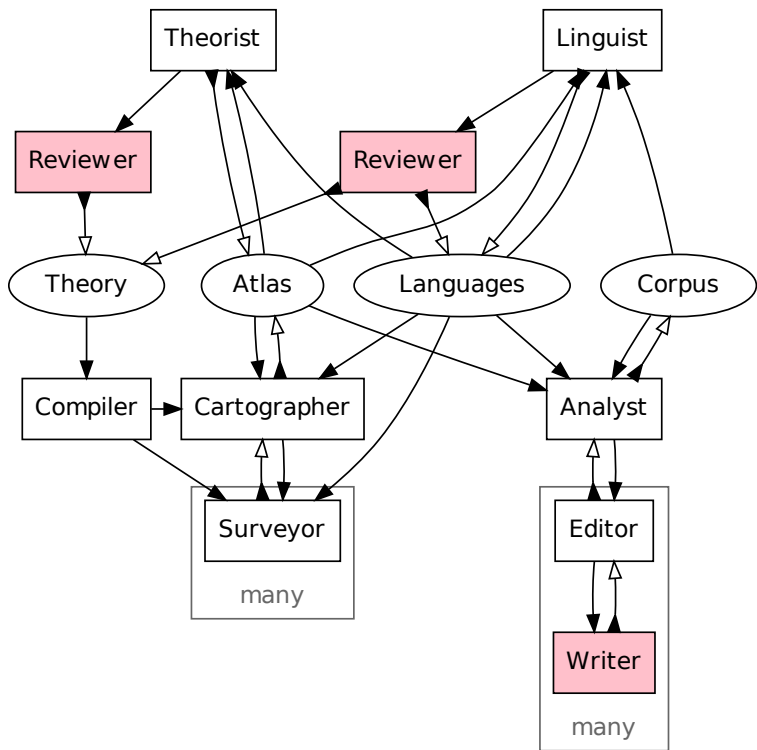 Theorist
Linguist
Reviewer
Reviewer
Theory
Atlas
Languages
Corpus
Compiler
Cartographer
Analyst
Surveyor
Editor
many
Writer
many